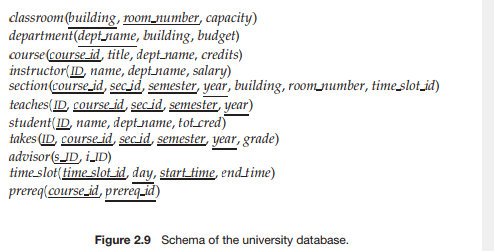 classroom(building, room_number, capacity)
department(dept_name, building, budget)
course(course_id, title, dept_name, credits)
instructor(ID, name, dept_name, salary)
section(course_id, sec_id, semester, year, building, room_number, time_slot_id)
teaches(ID, course_id, sec_id, semester, year)
student(ID, name, dept_name, tot_cred)
takes(ID, course_id, sec_id, semester, year, grade)
advisor(s_ID, i_ID)
time_slot(time_slot_id, day, start_time, end_time)
prereq(course_id, prereq_id)
Figure 2.9 Schema of the university database.